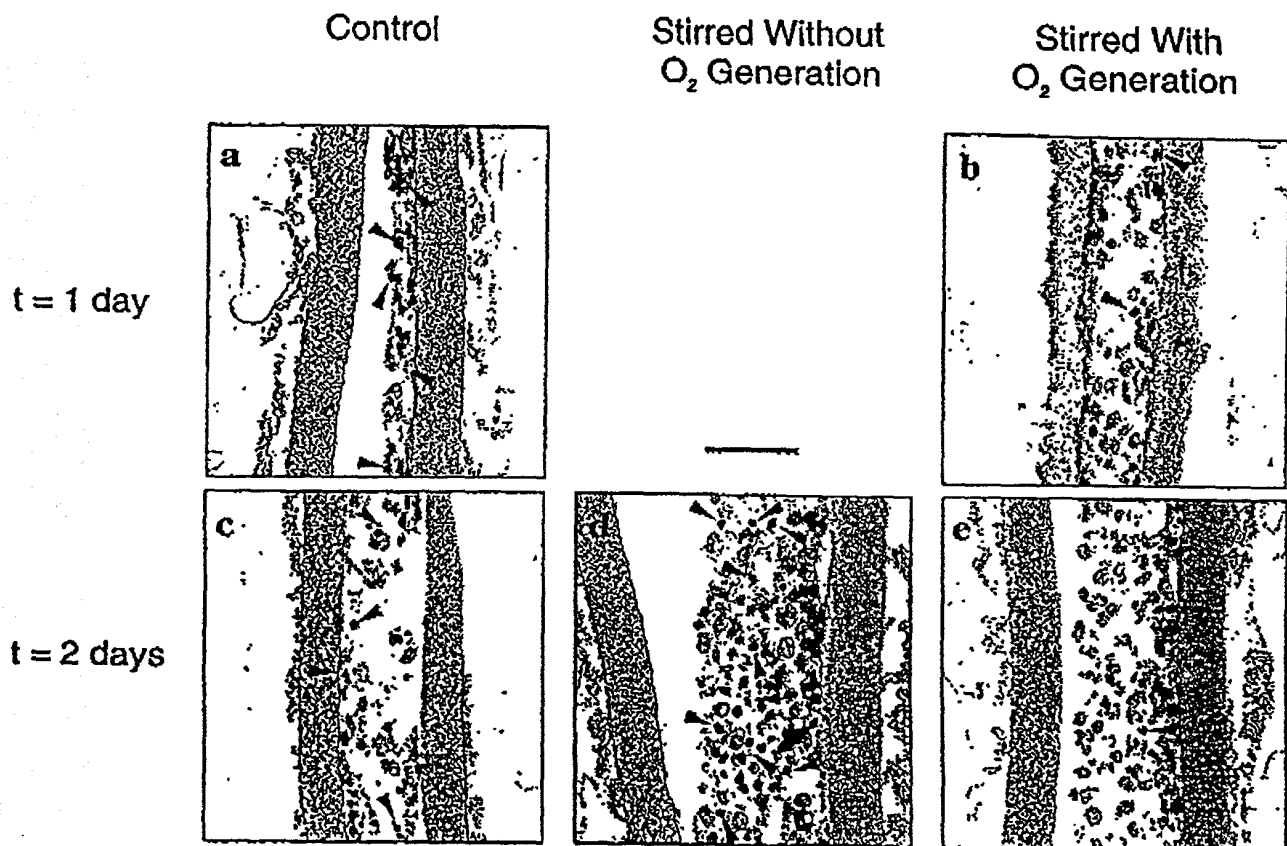 Control
Stirred Without
O₂ Generation
Stirred With
O₂ Generation
t = 1 day
a
b
t = 2 days
c
d
e